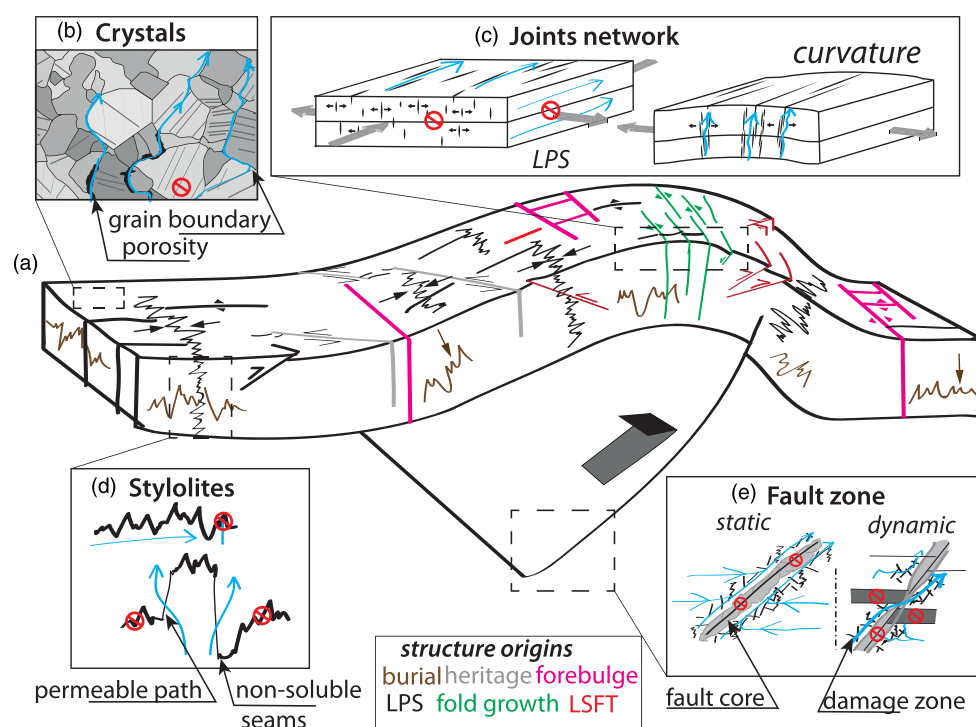 (b) Crystals
grain boundary
porosity
(c) Joints network
curvature
LPS
(a)
(d) Stylolites
permeable path
non-soluble
seams
structure origins
burial heritage forebulge
LPS fold growth LSFT
(e) Fault zone
static
dynamic
fault core
damage zone